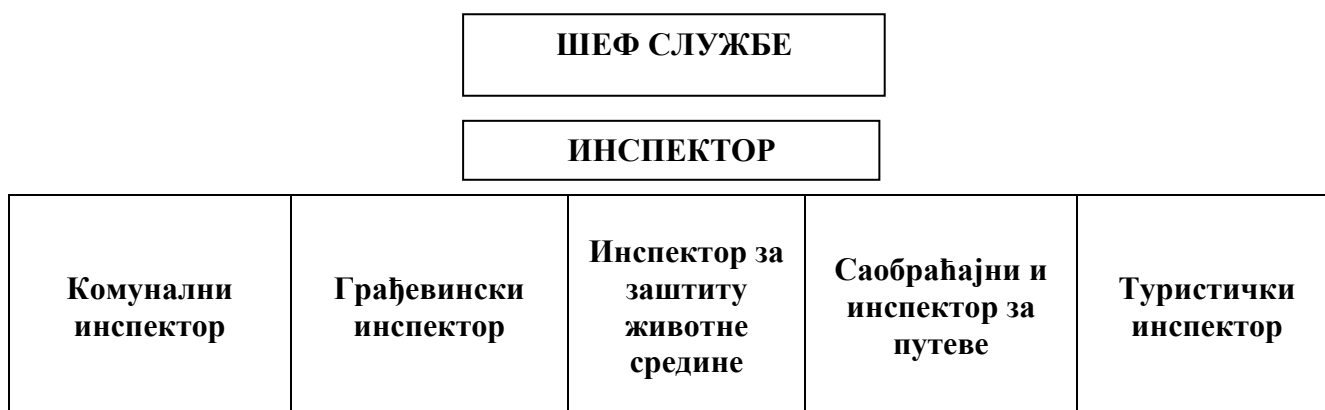 ШЕФ СЛУЖБЕ
ИНСПЕКТОР
Комунални
инспектор
Грађевински
инспектор
Инспектор за
заштиту
животне
средине
Саобраћајни и
инспектор за
путеве
Туристички
инспектор